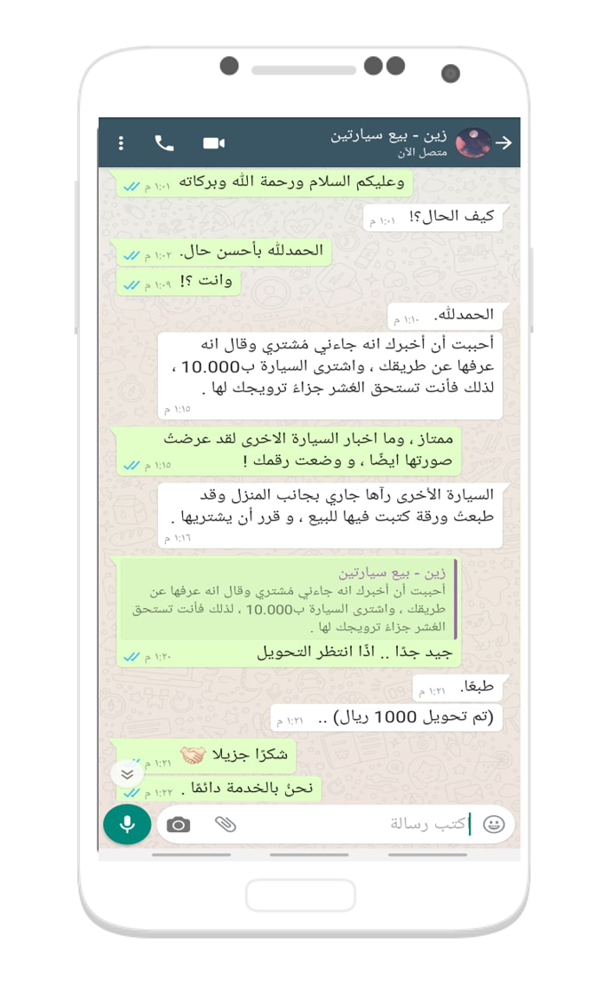 زين - بيع سيارتين
متصل الآن
وعليكم السلام ورحمة الله وبركاته ١:٠١ م
كيف الحال؟! ١:٠١ م
الحمدلله بأحسن حال. ١:٠٢ م
وانت ؟! ١:٠٩ م
الحمدلله. ١:١٠ م
أحببت أن أخبرك انه جاءني مُشتري وقال انه
عرفها عن طريقك ، واشترى السيارة ب10.000 ،
لذلك فأنت تستحق العُشر جزاءً ترويجك لها .
١:١٥ م
ممتاز ، وما اخبار السيارة الاخرى لقد عرضتُ
صورتها ايضًا ، و وضعت رقمك ! ١:١٥ م
السيارة الأخرى رآها جاري بجانب المنزل وقد
طبعتُ ورقة كتبت فيها للبيع ، و قرر أن يشتريها .
١:١٦ م
زين - بيع سيارتين
أحببت أن أخبرك انه جاءني مُشتري وقال انه عرفها عن
طريقك ، واشترى السيارة ب10.000 ، لذلك فأنت تستحق
العُشر جزاءً ترويجك لها .
جيد جدًا .. اذًا انتظر التحويل ١:٢٠ م
طبعًا. ١:٢١ م
(تم تحويل 1000 ريال) .. ١:٢١ م
شكرًا جزيلا 🤝 ١:٢١ م
نحنُ بالخدمة دائمًا . ١:٢٢ م
اكتب رسالة